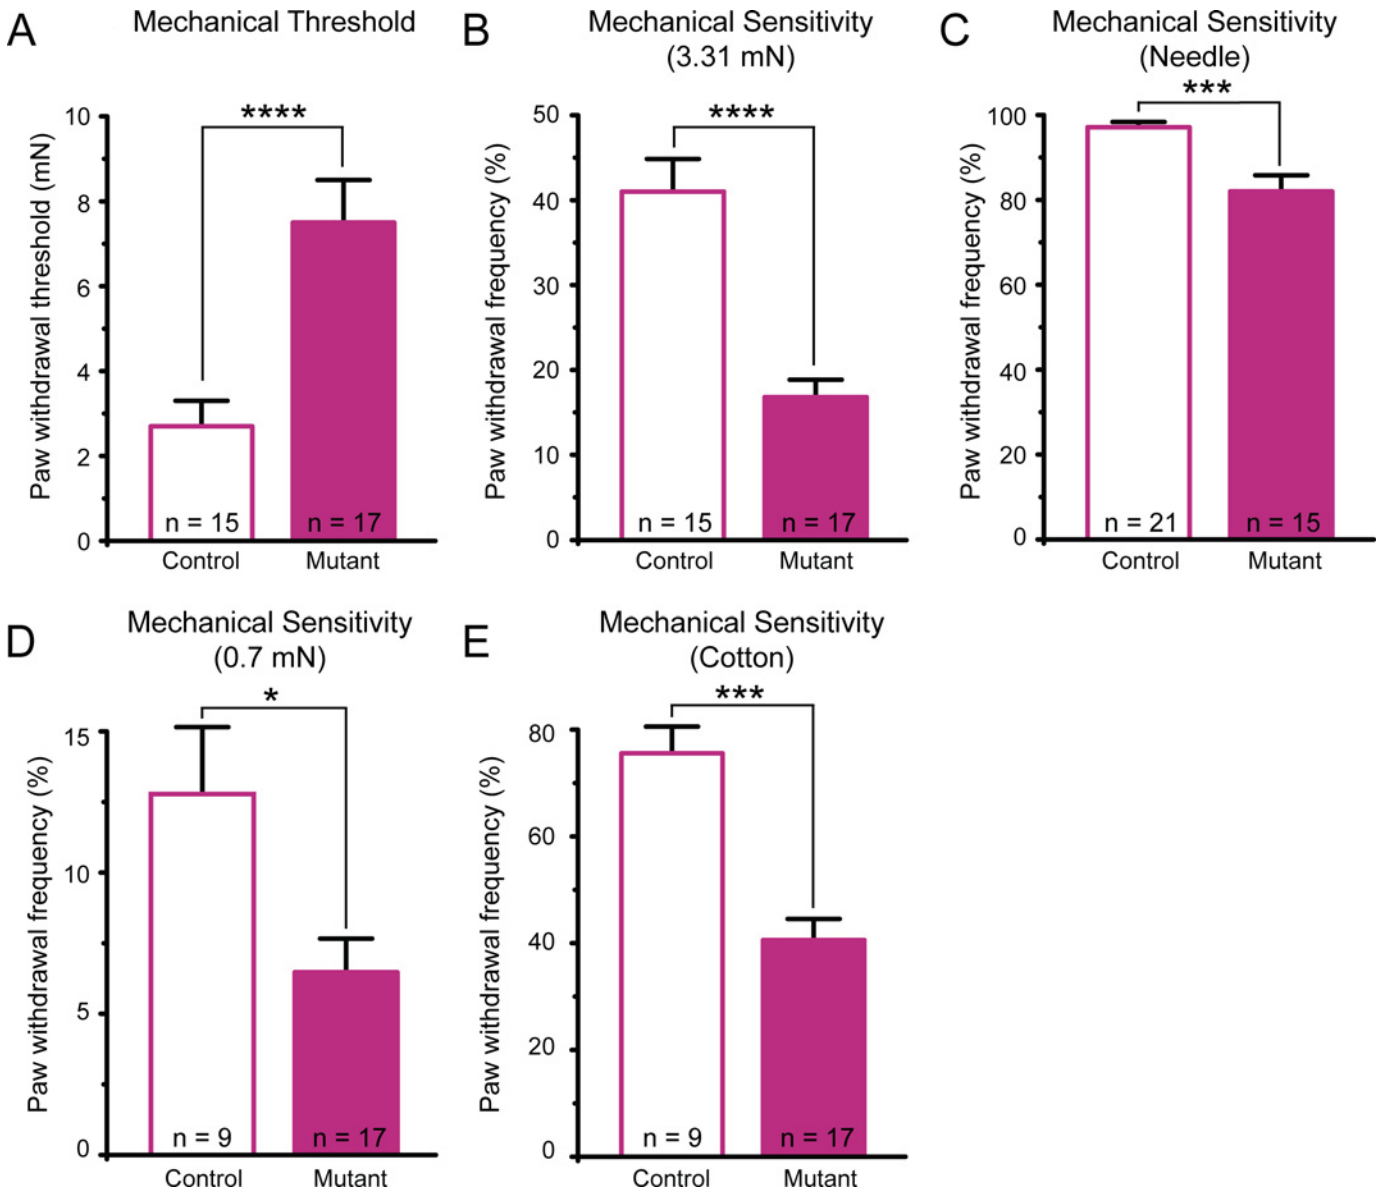 A
Mechanical Threshold
Paw withdrawal threshold (mN)
10
8
6
4
2
0
****
n = 15
n = 17
Control
Mutant
B
Mechanical Sensitivity
(3.31 mN)
Paw withdrawal frequency (%)
50
40
30
20
10
0
****
n = 15
n = 17
Control
Mutant
C
Mechanical Sensitivity
(Needle)
Paw withdrawal frequency (%)
100
80
60
40
20
0
***
n = 21
n = 15
Control
Mutant
D
Mechanical Sensitivity
(0.7 mN)
Paw withdrawal frequency (%)
15
10
5
0
*
n = 9
n = 17
Control
Mutant
E
Mechanical Sensitivity
(Cotton)
Paw withdrawal frequency (%)
80
60
40
20
0
***
n = 9
n = 17
Control
Mutant